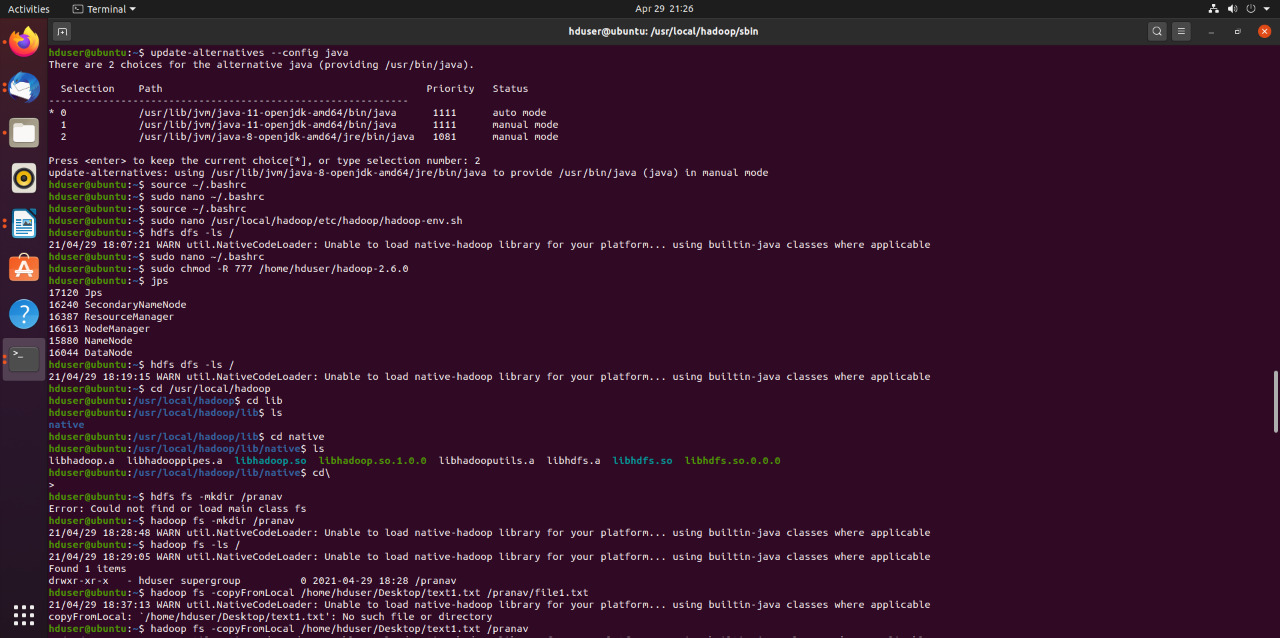 Activities
Terminal
Apr 29 21:26
hduser@ubuntu: /usr/local/hadoop/sbin
hduser@ubuntu:~$ update-alternatives --config java
There are 2 choices for the alternative java (providing /usr/bin/java).
Selection Path Priority Status
------------------------------------------------------------
* 0 /usr/lib/jvm/java-11-openjdk-amd64/bin/java 1111 auto mode
1 /usr/lib/jvm/java-11-openjdk-amd64/bin/java 1111 manual mode
2 /usr/lib/jvm/java-8-openjdk-amd64/jre/bin/java 1081 manual mode
Press <enter> to keep the current choice[*], or type selection number: 2
update-alternatives: using /usr/lib/jvm/java-8-openjdk-amd64/jre/bin/java to provide /usr/bin/java (java) in manual mode
hduser@ubuntu:~$ source ~/.bashrc
hduser@ubuntu:~$ sudo nano ~/.bashrc
hduser@ubuntu:~$ source ~/.bashrc
hduser@ubuntu:~$ sudo nano /usr/local/hadoop/etc/hadoop/hadoop-env.sh
hduser@ubuntu:~$ hdfs dfs -ls /
21/04/29 18:07:21 WARN util.NativeCodeLoader: Unable to load native-hadoop library for your platform... using builtin-java classes where applicable
hduser@ubuntu:~$ sudo nano ~/.bashrc
hduser@ubuntu:~$ sudo chmod -R 777 /home/hduser/hadoop-2.6.0
hduser@ubuntu:~$ jps
17120 Jps
16240 SecondaryNameNode
16387 ResourceManager
16613 NodeManager
15880 NameNode
16044 DataNode
hduser@ubuntu:~$ hdfs dfs -ls /
21/04/29 18:19:15 WARN util.NativeCodeLoader: Unable to load native-hadoop library for your platform... using builtin-java classes where applicable
hduser@ubuntu:~$ cd /usr/local/hadoop
hduser@ubuntu:/usr/local/hadoop$ cd lib
hduser@ubuntu:/usr/local/hadoop/lib$ ls
native
hduser@ubuntu:/usr/local/hadoop/lib$ cd native
hduser@ubuntu:/usr/local/hadoop/lib/native$ ls
libhadoop.a libhadooppipes.a libhadoop.so libhadoop.so.1.0.0 libhadooputils.a libhdfs.a libhdfs.so libhdfs.so.0.0.0
hduser@ubuntu:/usr/local/hadoop/lib/native$ cd\
>
hduser@ubuntu:~$ hdfs fs -mkdir /pranav
Error: Could not find or load main class fs
hduser@ubuntu:~$ hadoop fs -mkdir /pranav
21/04/29 18:28:48 WARN util.NativeCodeLoader: Unable to load native-hadoop library for your platform... using builtin-java classes where applicable
hduser@ubuntu:~$ hadoop fs -ls /
21/04/29 18:29:05 WARN util.NativeCodeLoader: Unable to load native-hadoop library for your platform... using builtin-java classes where applicable
Found 1 items
drwxr-xr-x - hduser supergroup 0 2021-04-29 18:28 /pranav
hduser@ubuntu:~$ hadoop fs -copyFromLocal /home/hduser/Desktop/text1.txt /pranav/file1.txt
21/04/29 18:37:13 WARN util.NativeCodeLoader: Unable to load native-hadoop library for your platform... using builtin-java classes where applicable
copyFromLocal: `/home/hduser/Desktop/text1.txt': No such file or directory
hduser@ubuntu:~$ hadoop fs -copyFromLocal /home/hduser/Desktop/text1.txt /pranav